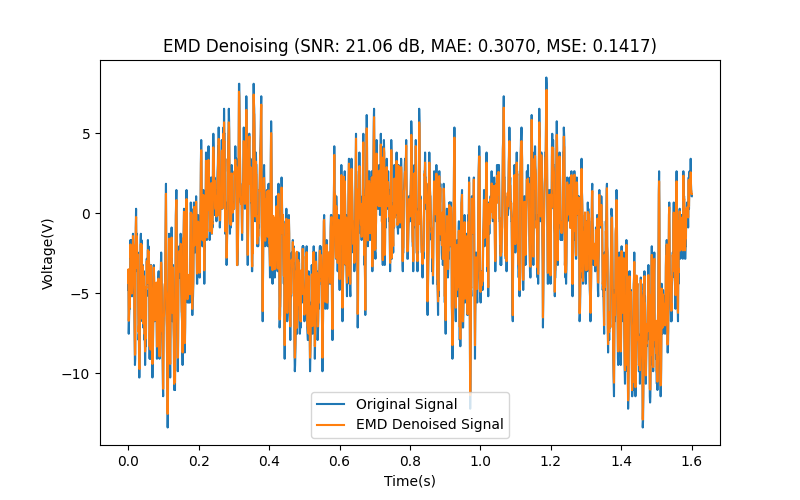 EMD Denoising (SNR: 21.06 dB, MAE: 0.3070, MSE: 0.1417)
Voltage(V)
5
0
−5
−10
Original Signal
EMD Denoised Signal
0.0 0.2 0.4 0.6 0.8 1.0 1.2 1.4 1.6
Time(s)